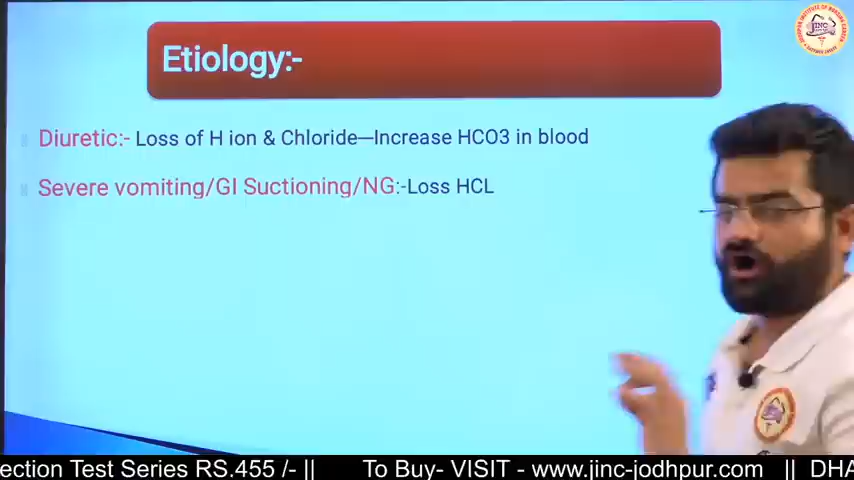 Etiology:-
Diuretic:- Loss of H ion & Chloride—Increase HCO3 in blood
Severe vomiting/GI Suctioning/NG:-Loss HCL
JINC
ection Test Series RS.455 /- || To Buy- VISIT - www.jinc-jodhpur.com || DHA